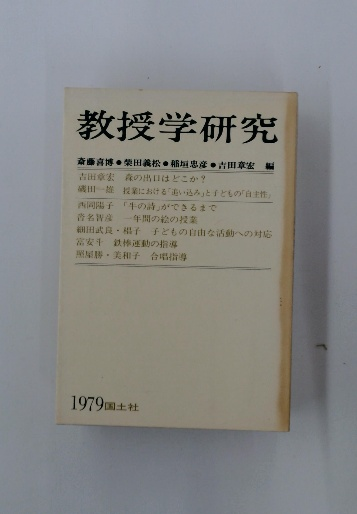 教授学研究
斎藤喜博●柴田義松●稲垣忠彦●吉田章宏 編
吉田章宏 森の出口はどこか?
磯田一雄 授業における「追い込み」と子どもの「自主性」
西岡陽子 「牛の詩」ができるまで
音名智彦 一年間の絵の授業
細田武良・椙子 子どもの自由な活動への対応
富安斗 鉄棒運動の指導
照屋勝・美和子 合唱指導
1979国土社